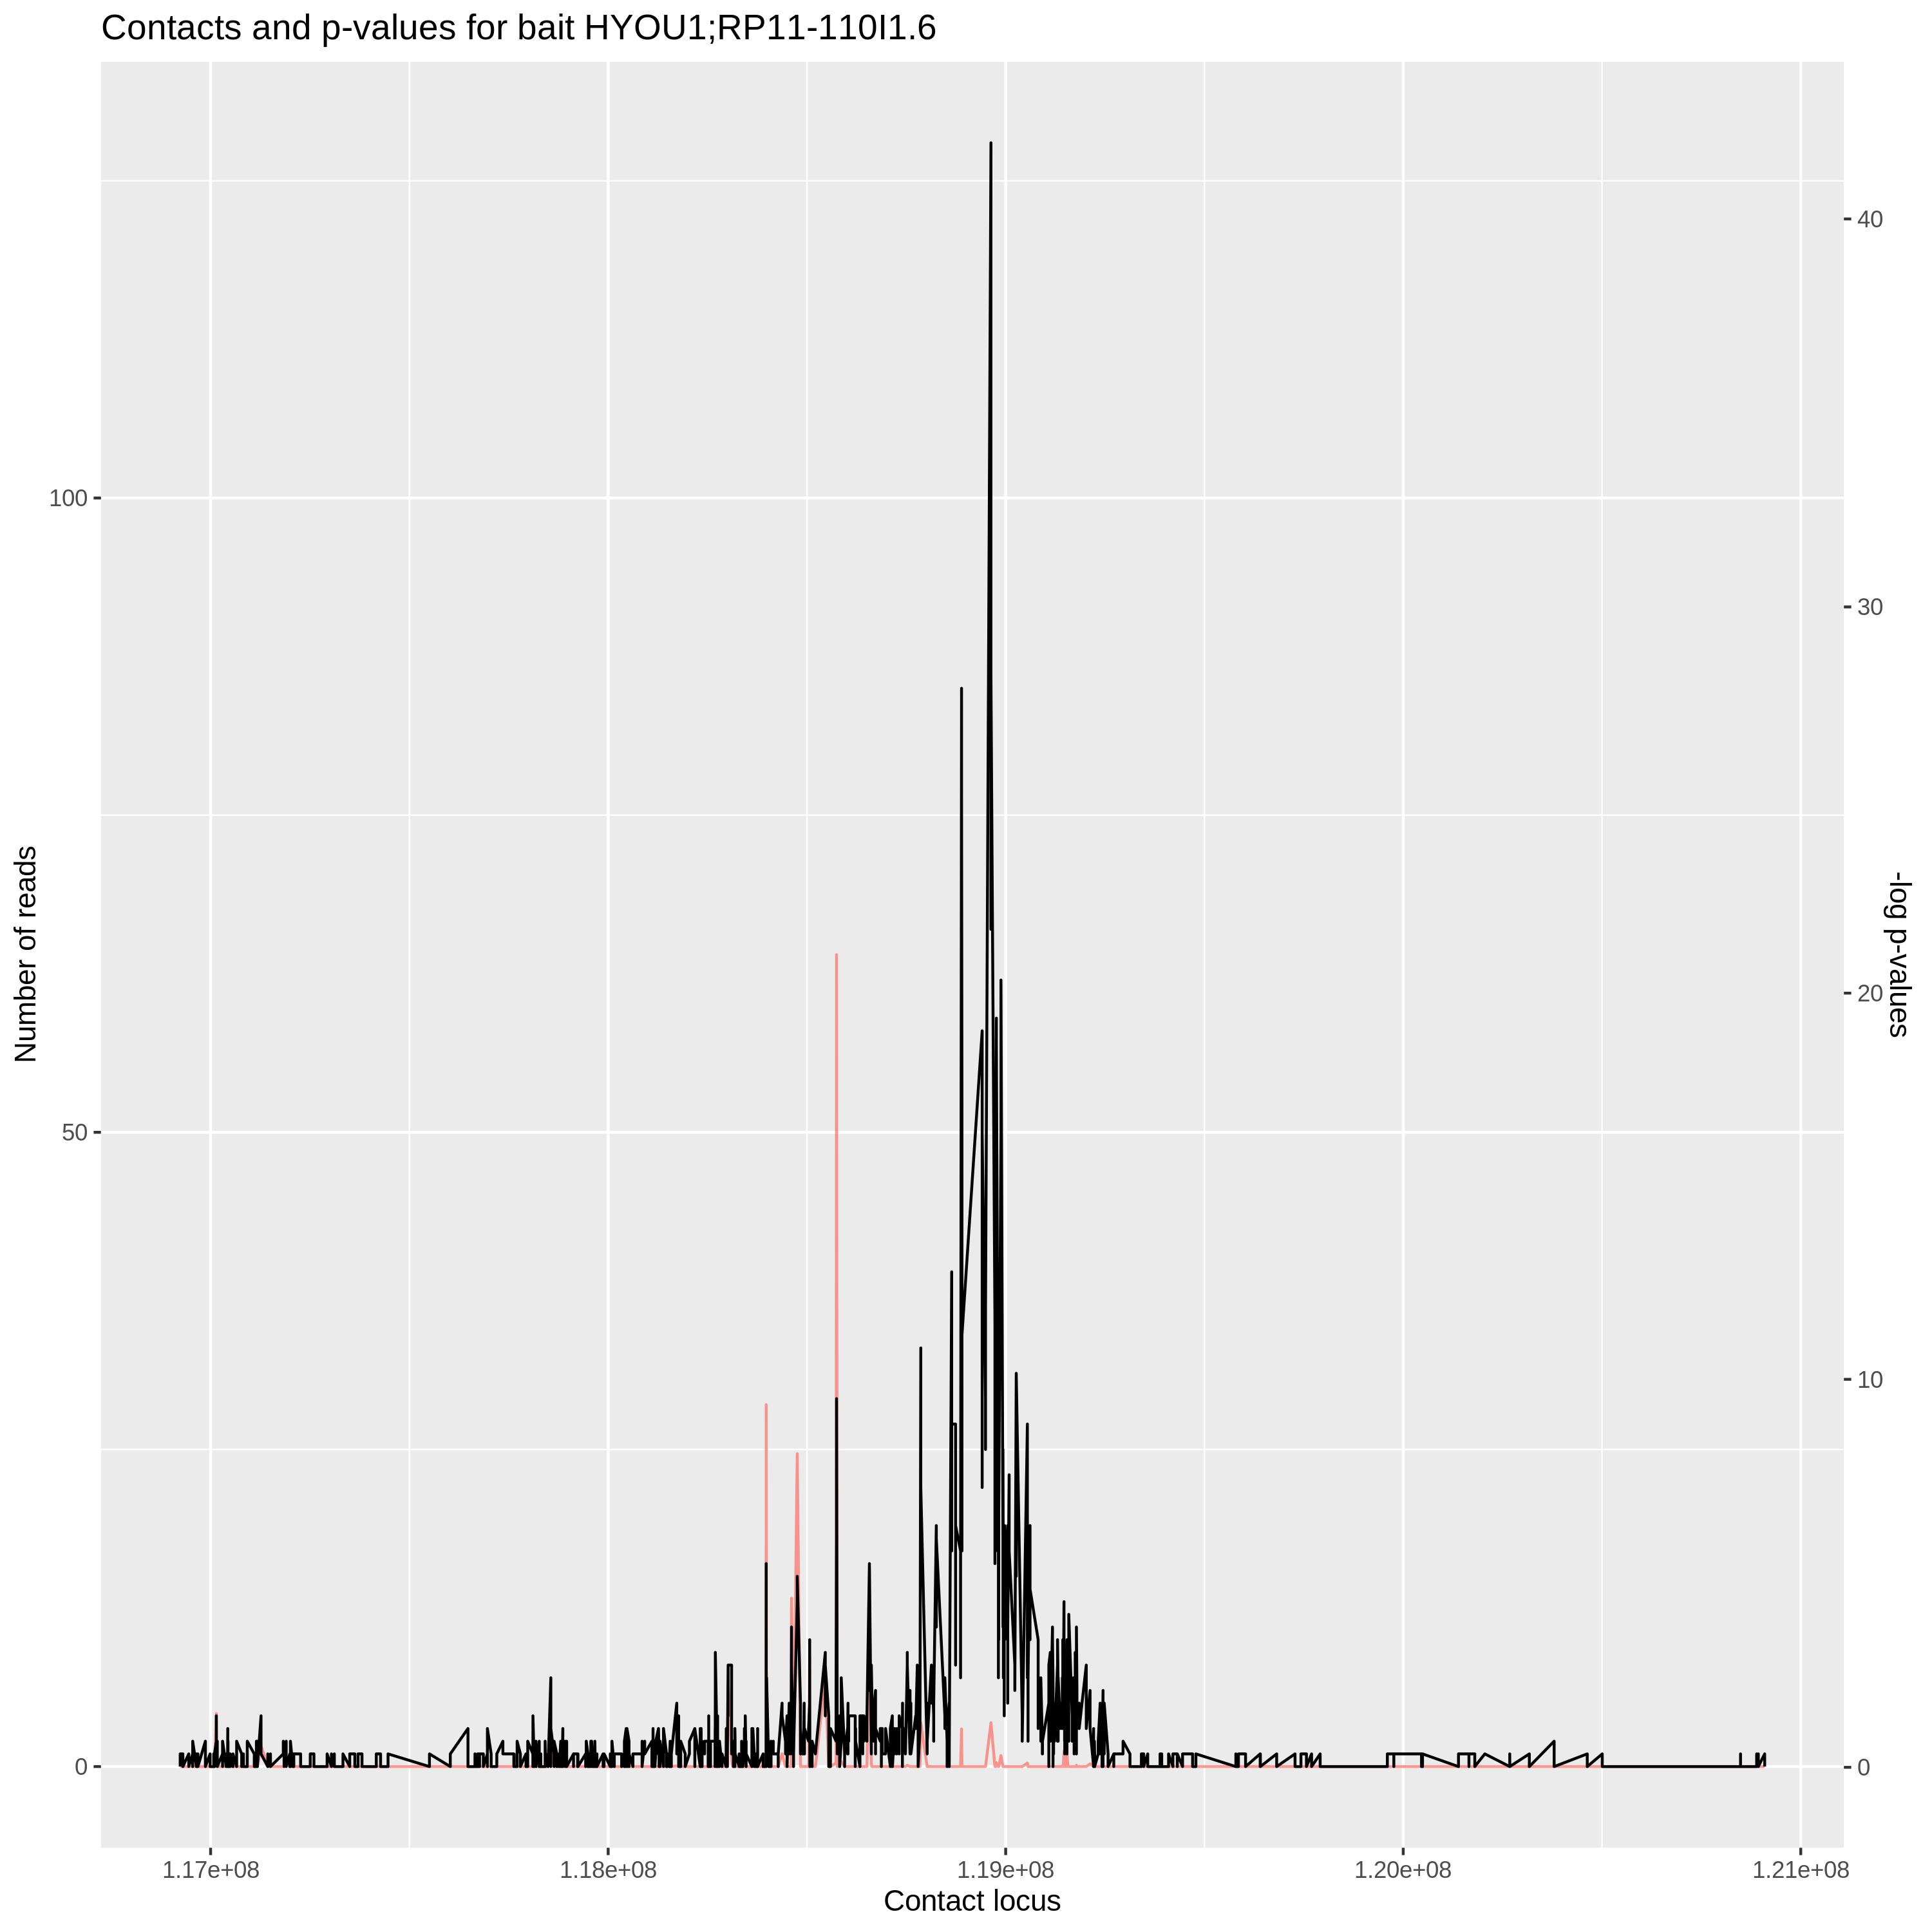 Contacts and p-values for bait HYOU1;RP11-110I1.6
Number of reads
100
50
0
40
30
20
10
0
-log p-values
1.17e+08 1.18e+08 1.19e+08 1.20e+08 1.21e+08
Contact locus